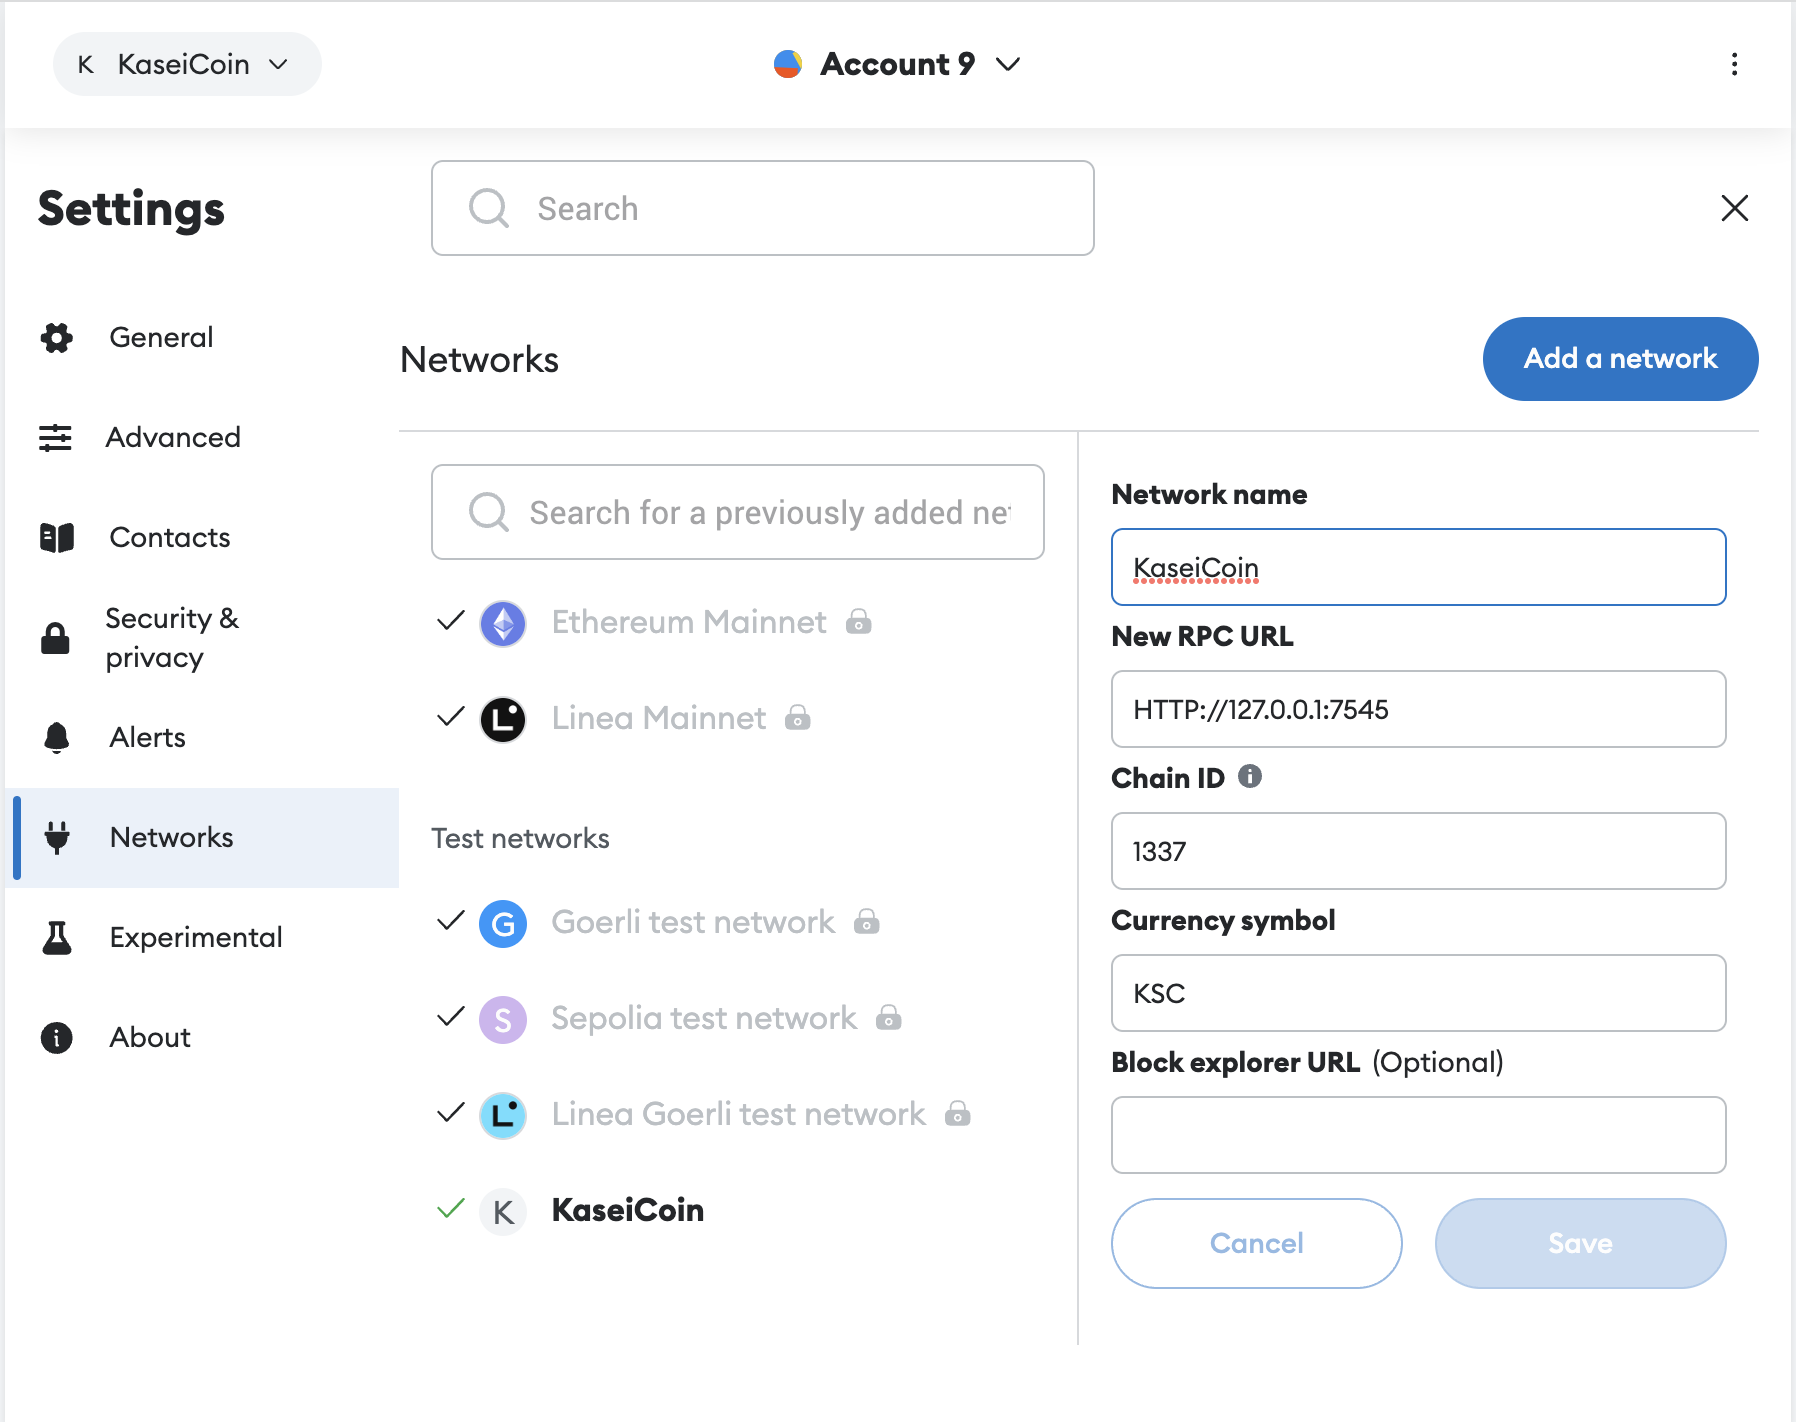 K KaseiCoin
Account 9
Settings
Search
General
Advanced
Contacts
Security &
privacy
Alerts
Networks
Experimental
About
Networks
Add a network
Search for a previously added net
Ethereum Mainnet
L Linea Mainnet
Test networks
G Goerli test network
S Sepolia test network
L Linea Goerli test network
K KaseiCoin
Network name
KaseiCoin
New RPC URL
HTTP://127.0.0.1:7545
Chain ID
1337
Currency symbol
KSC
Block explorer URL (Optional)
Cancel
Save